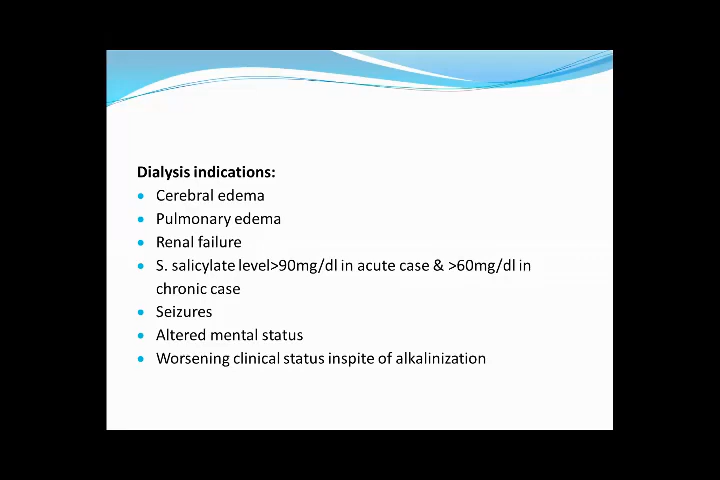 Dialysis indications:
Cerebral edema
Pulmonary edema
Renal failure
S. salicylate level>90mg/dl in acute case & >60mg/dl in
chronic case
Seizures
Altered mental status
Worsening clinical status inspite of alkalinization